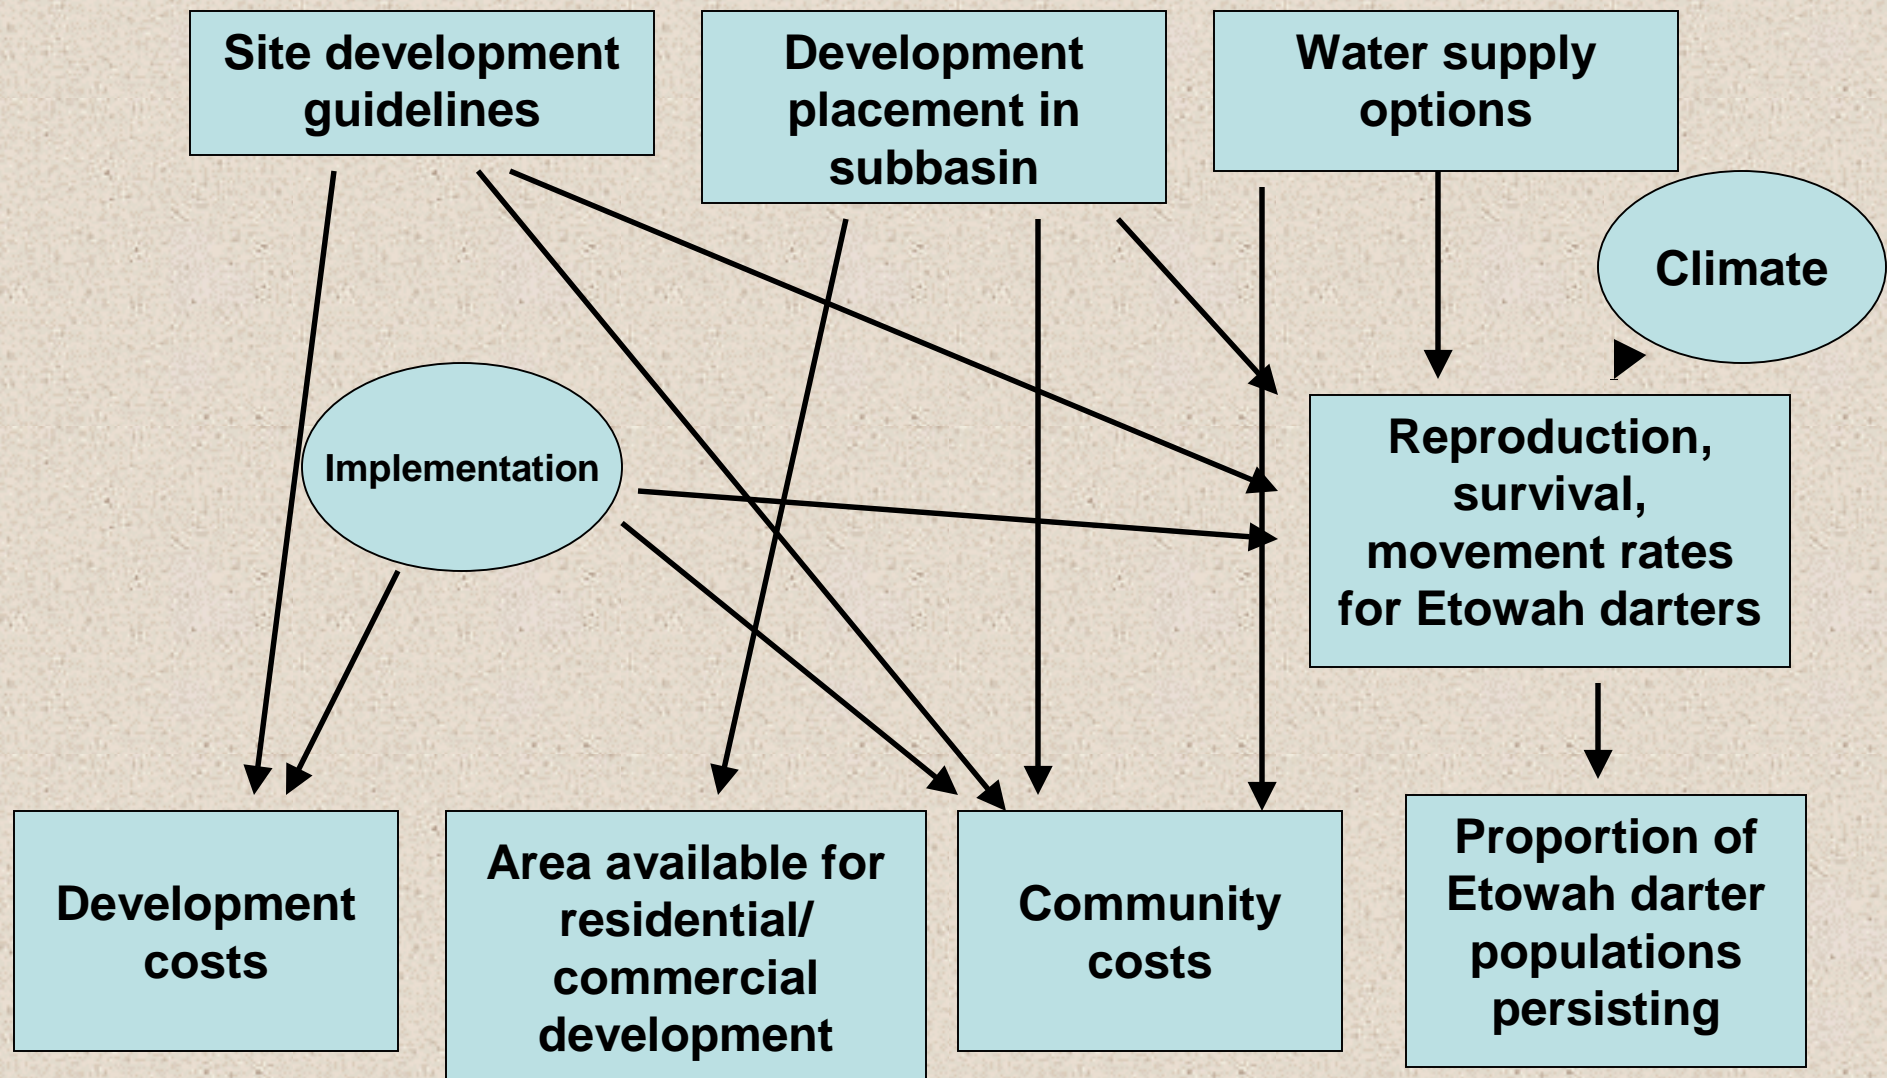 Site development
guidelines
Development
placement in
subbasin
Water supply
options
Climate
Implementation
Reproduction,
survival,
movement rates
for Etowah darters
Development
costs
Area available for
residential/
commercial
development
Community
costs
Proportion of
Etowah darter
populations
persisting